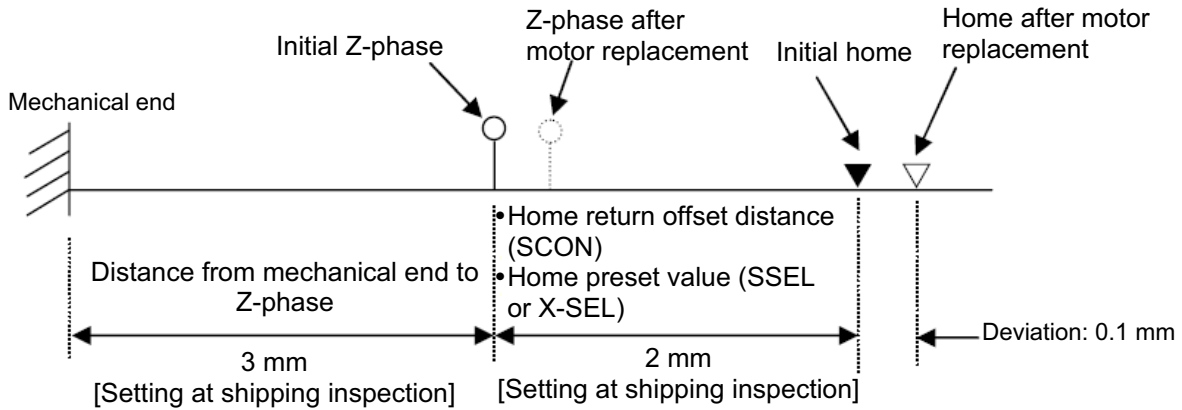 Initial Z-phase
Z-phase after
motor replacement
Initial home
Home after motor
replacement
Mechanical end
•Home return offset distance
(SCON)
•Home preset value (SSEL
or X-SEL)
Distance from mechanical end to
Z-phase
3 mm
[Setting at shipping inspection]
2 mm
[Setting at shipping inspection]
Deviation: 0.1 mm